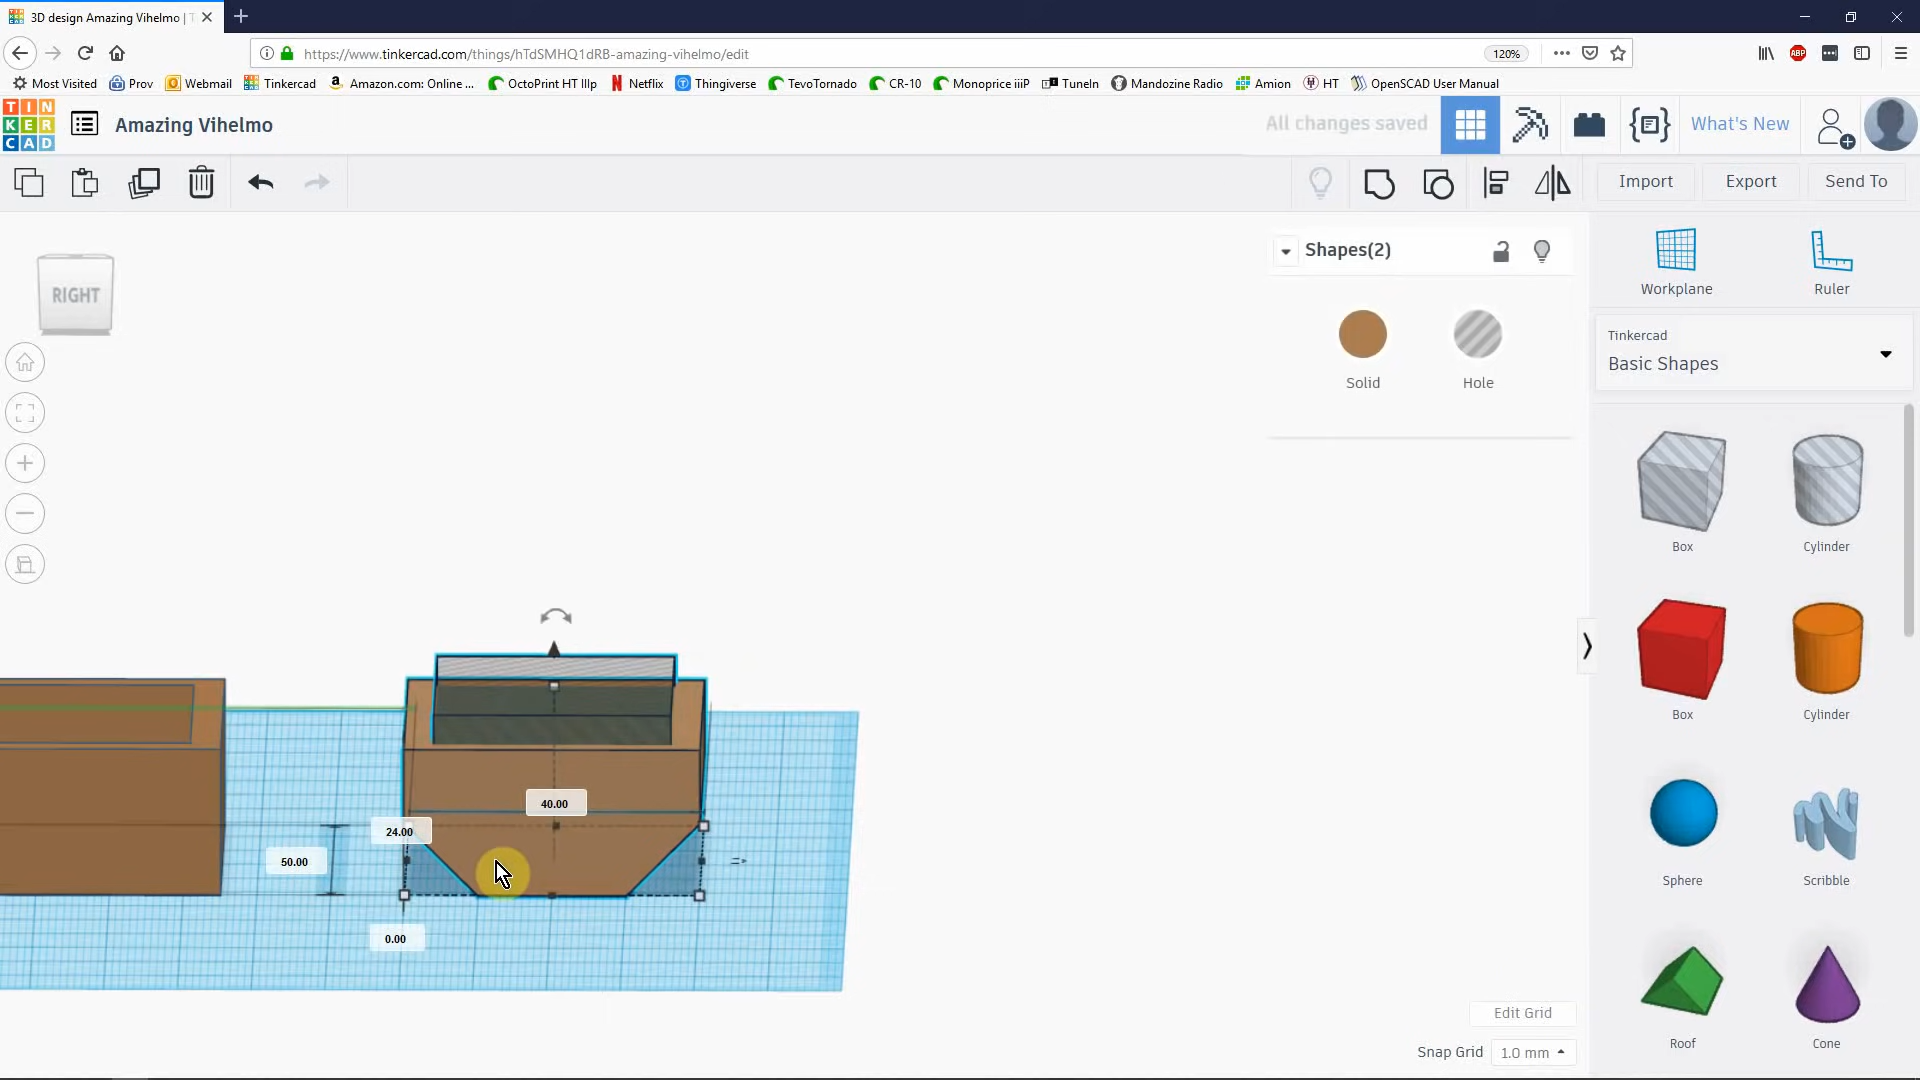 3D design Amazing Vihelmo | T
https://www.tinkercad.com/things/hTdSMHQ1dRB-amazing-vihelmo/edit
120%
Most Visited Prov Webmail Tinkercad Amazon.com: Online ... OctoPrint HT IIIp Netflix Thingiverse TevoTornado CR-10 Monoprice iiiP TuneIn Mandozine Radio Amion HT OpenSCAD User Manual
TIN
KER
CAD
Amazing Vihelmo
All changes saved
What's New
Import
Export
Send To
RIGHT
Shapes(2)
Solid
Hole
Workplane
Ruler
Tinkercad
Basic Shapes
Box
Cylinder
Box
Cylinder
Sphere
Scribble
Roof
Cone
40.00
24.00
50.00
0.00
Edit Grid
Snap Grid 1.0 mm